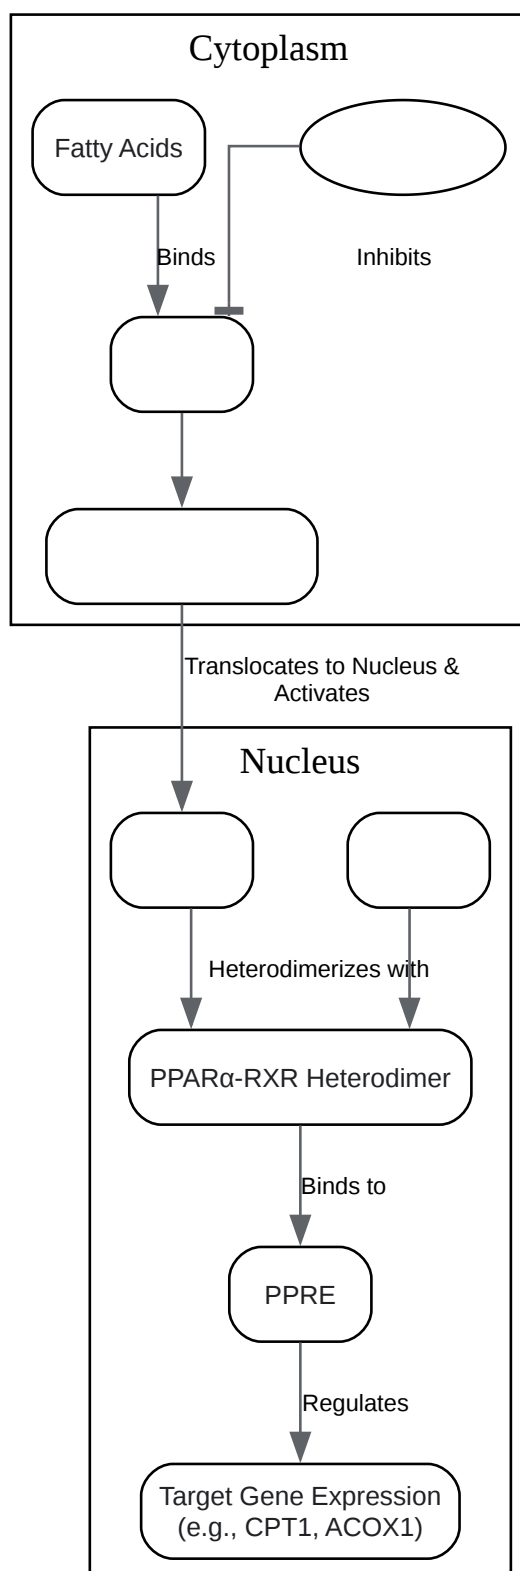 Cytoplasm
Fatty Acids
Binds
Inhibits
Translocates to Nucleus &
Activates
Nucleus
Heterodimerizes with
PPARα-RXR Heterodimer
Binds to
PPRE
Regulates
Target Gene Expression
(e.g., CPT1, ACOX1)